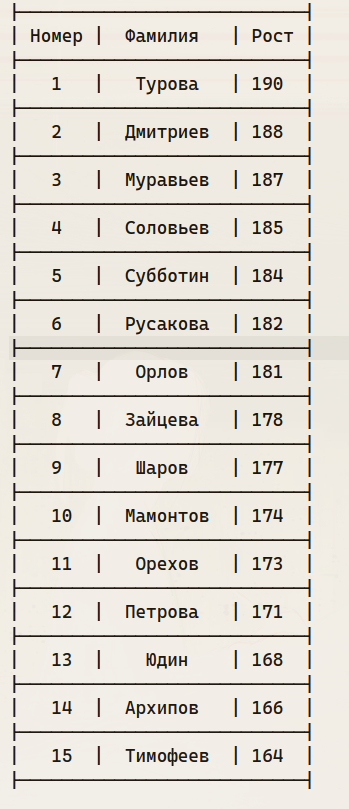 ├───────────────────────────┤
| Номер |  Фамилия   | Рост |
├───────────────────────────┤
|   1   |   Турова   | 190  |
├───────────────────────────┤
|   2   |  Дмитриев  | 188  |
├───────────────────────────┤
|   3   |  Муравьев  | 187  |
├───────────────────────────┤
|   4   |  Соловьев  | 185  |
├───────────────────────────┤
|   5   |  Субботин  | 184  |
├───────────────────────────┤
|   6   |  Русакова  | 182  |
├───────────────────────────┤
|   7   |   Орлов    | 181  |
├───────────────────────────┤
|   8   |  Зайцева   | 178  |
├───────────────────────────┤
|   9   |   Шаров    | 177  |
├───────────────────────────┤
|   10  |  Мамонтов  | 174  |
├───────────────────────────┤
|   11  |   Орехов   | 173  |
├───────────────────────────┤
|   12  |  Петрова   | 171  |
├───────────────────────────┤
|   13  |    Юдин    | 168  |
├───────────────────────────┤
|   14  |  Архипов   | 166  |
├───────────────────────────┤
|   15  |  Тимофеев  | 164  |
├───────────────────────────┤